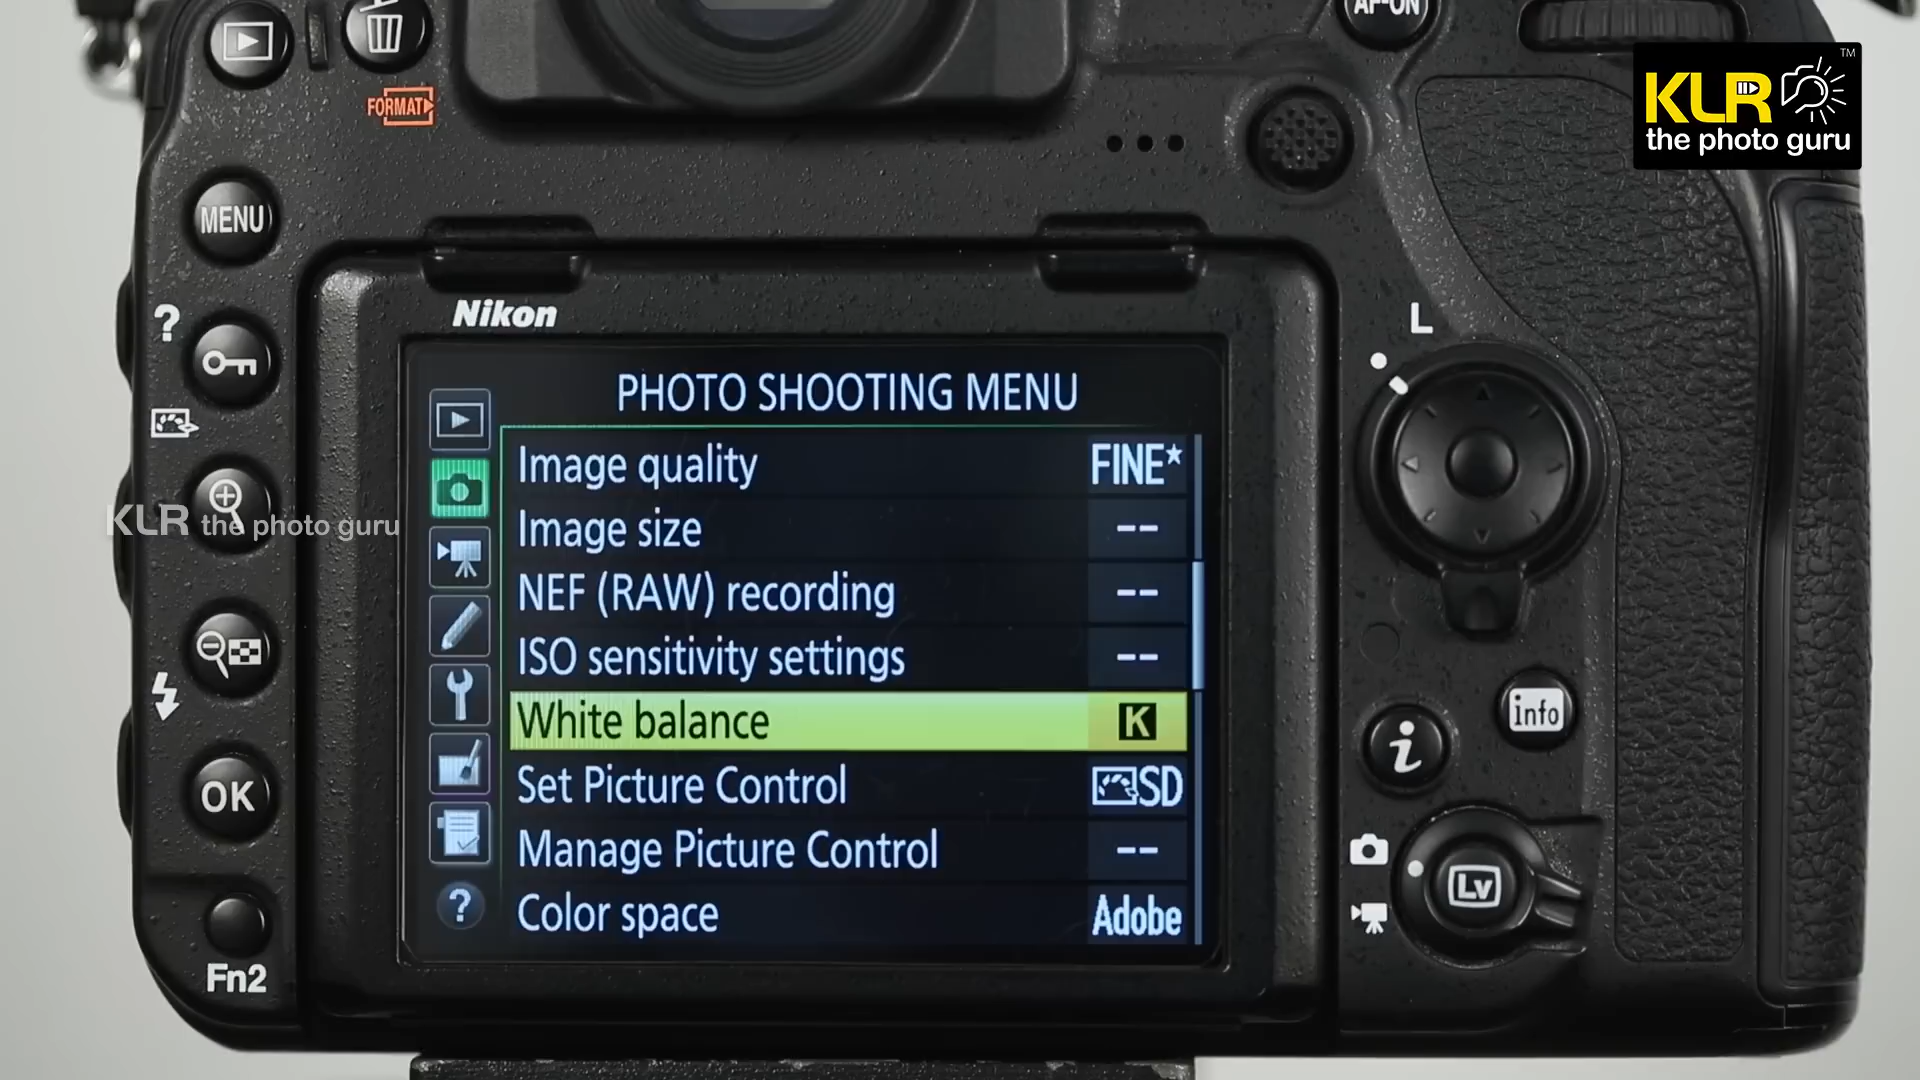 AF-ON
FORMAT
KLR TM
the photo guru
MENU
?
L
Nikon
PHOTO SHOOTING MENU
Image quality FINE★
Image size --
NEF (RAW) recording --
ISO sensitivity settings --
White balance K
Set Picture Control SD
Manage Picture Control --
Color space Adobe
?
KLR the photo guru
info
i
OK
Lv
Fn2